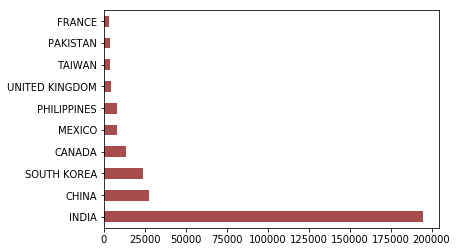 FRANCE
PAKISTAN
TAIWAN
UNITED KINGDOM
PHILIPPINES
MEXICO
CANADA
SOUTH KOREA
CHINA
INDIA
0 25000 50000 75000 100000 125000 150000 175000 200000